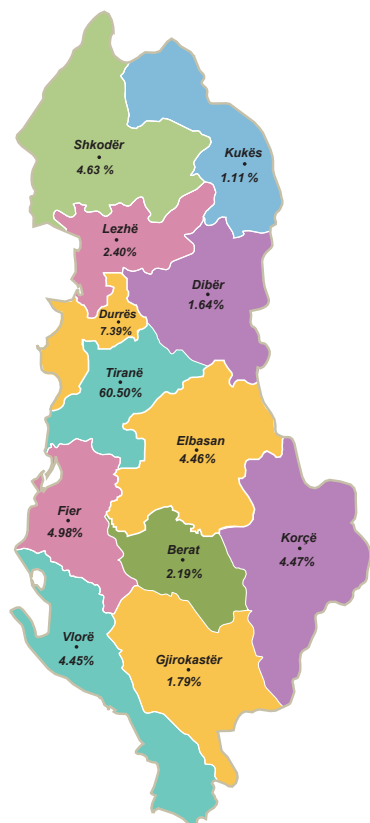 Shkodër
4.63 %
Kukës
1.11 %
Lezhë
2.40%
Dibër
1.64%
Durrës
7.39%
Tiranë
60.50%
Elbasan
4.46%
Fier
4.98%
Korçë
4.47%
Berat
2.19%
Vlorë
4.45%
Gjirokastër
1.79%